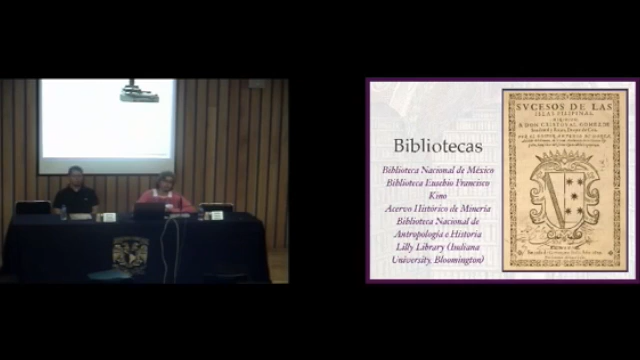 Bibliotecas
Biblioteca Nacional de México
Biblioteca Eusebio Francisco
Kino
Acervo Histórico de Minería
Biblioteca Nacional de
Antropología e Historia
Lilly Library (Indiana
University, Bloomington)
SVCESOS DE LAS
ISLAS FILIPINAS